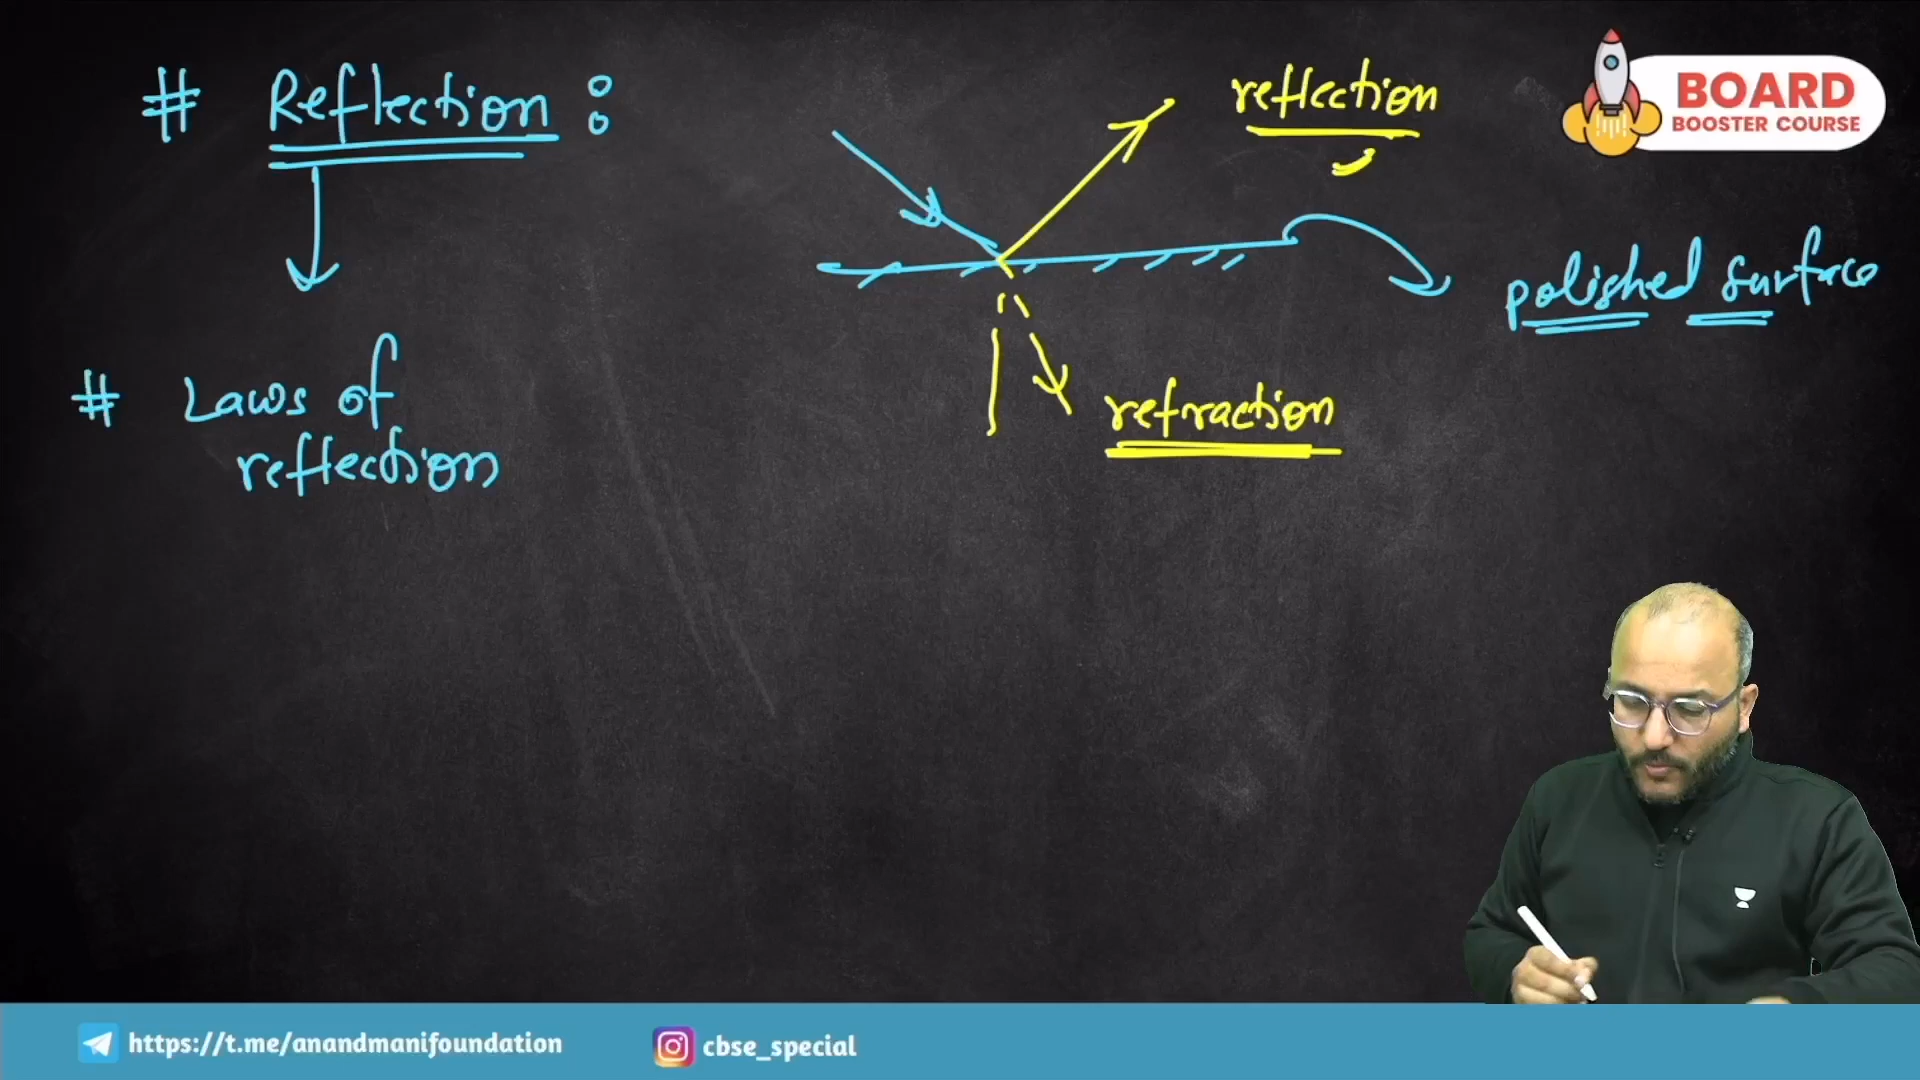 # Reflection :
reflection
BOARD
BOOSTER COURSE
polished surface
# Laws of
reflection
refraction
https://t.me/anandmanifoundation
cbse_special